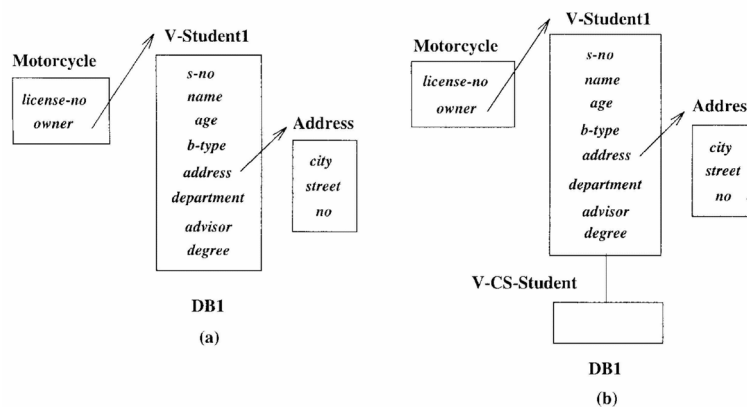 V-Student1
Motorcycle
license-no
owner
s-no
name
age
b-type
address
department
advisor
degree
Address
city
street
no
DB1
(a)
V-Student1
Motorcycle
license-no
owner
s-no
name
age
b-type
address
department
advisor
degree
Address
city
street
no
V-CS-Student
DB1
(b)